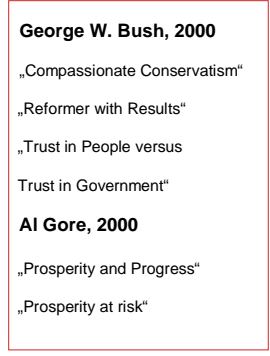 George W. Bush, 2000
„Compassionate Conservatism“
„Reformer with Results“
„Trust in People versus
Trust in Government“
Al Gore, 2000
„Prosperity and Progress“
„Prosperity at risk“